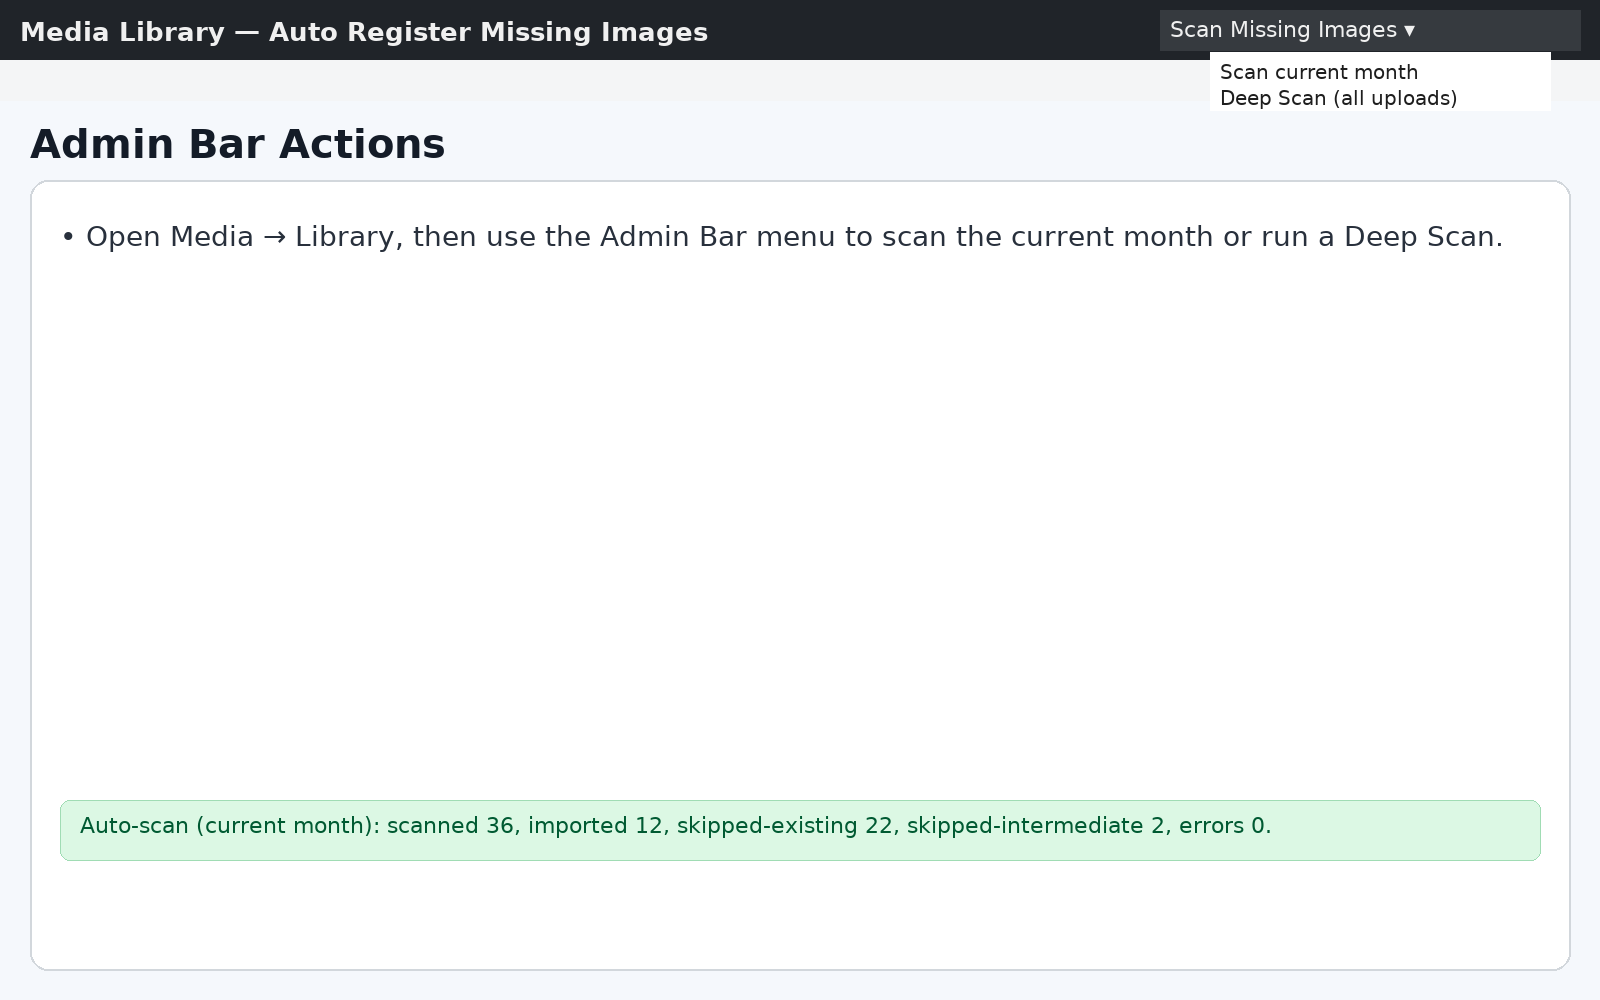 Media Library — Auto Register Missing Images
Scan Missing Images ▾
Scan current month
Deep Scan (all uploads)
Admin Bar Actions
• Open Media → Library, then use the Admin Bar menu to scan the current month or run a Deep Scan.
Auto-scan (current month): scanned 36, imported 12, skipped-existing 22, skipped-intermediate 2, errors 0.